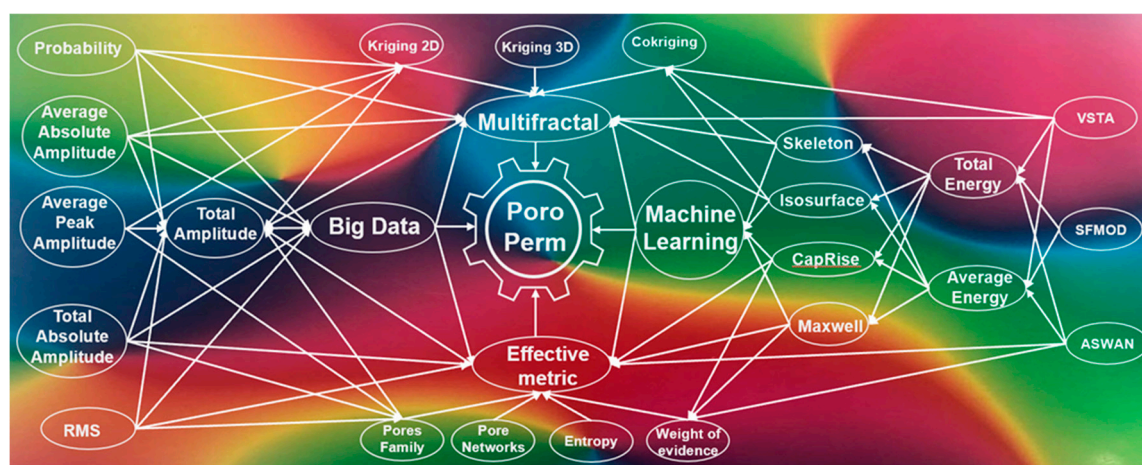 Probability
Kriging 2D
Kriging 3D
Cokriging
Average
Absolute
Amplitude
Multifractal
VSTA
Skeleton
Total
Energy
Average
Peak
Amplitude
Total
Amplitude
Big Data
Poro
Perm
Machine
Learning
Isosurface
SFMOD
CapRise
Average
Energy
Total
Absolute
Amplitude
Maxwell
ASWAN
Effective
metric
RMS
Pores
Family
Pore
Networks
Entropy
Weight of
evidence